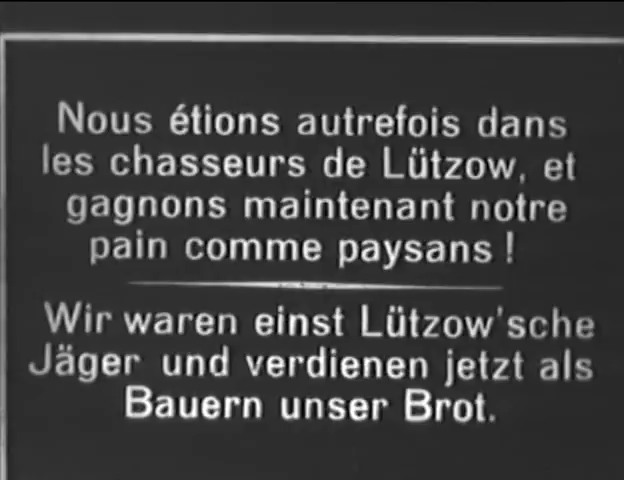 Nous étions autrefois dans
les chasseurs de Lützow, et
gagnons maintenant notre
pain comme paysans !
Wir waren einst Lützow'sche
Jäger und verdienen jetzt als
Bauern unser Brot.